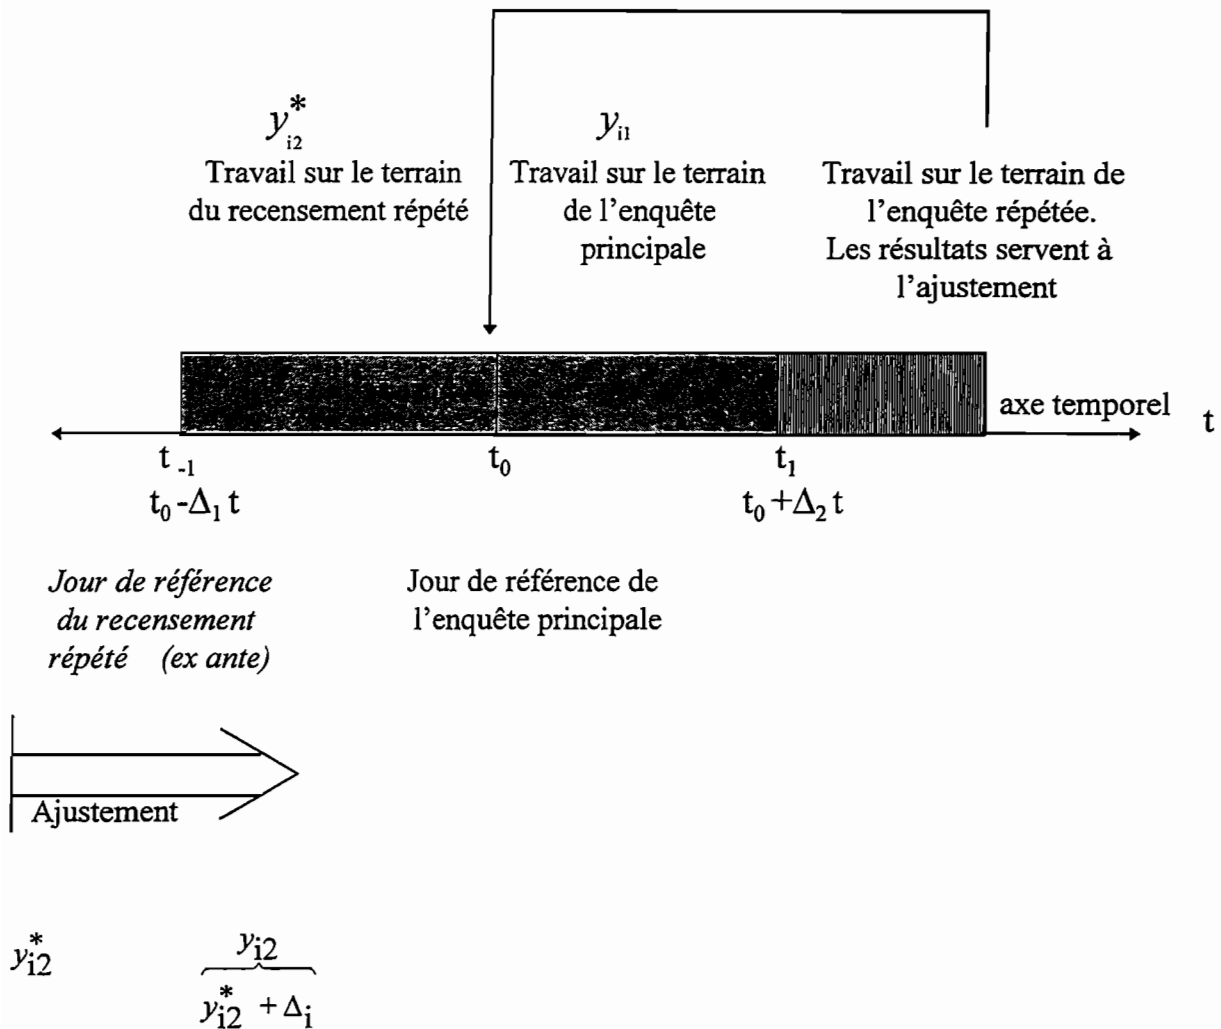 y*i2
Travail sur le terrain
du recensement répété
yi1
Travail sur le terrain
de l'enquête
principale
Travail sur le terrain de
l'enquête répétée.
Les résultats servent à
l'ajustement
axe temporel t
t-1 t0 t1
t0-Δ1 t t0+Δ2 t
Jour de référence
du recensement
répété (ex ante)
Jour de référence de
l'enquête principale
Ajustement
y*i2 yi2
y*i2 +Δi